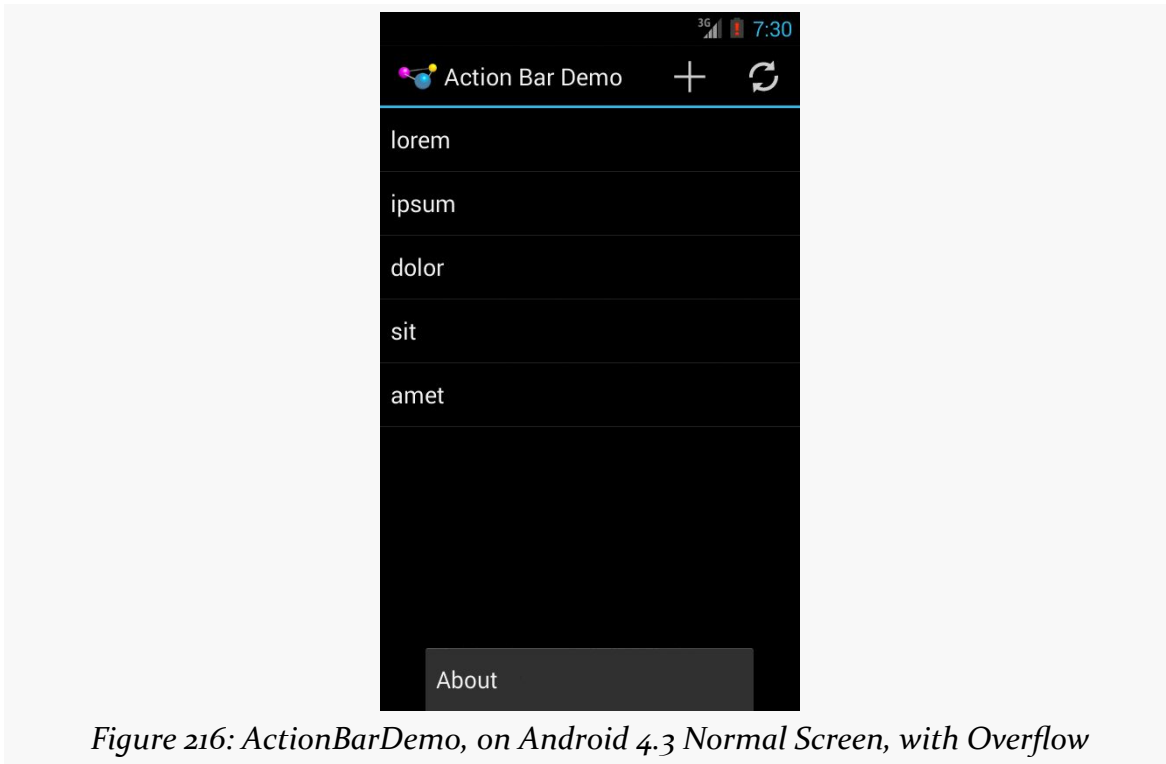 3G 7:30
Action Bar Demo
lorem
ipsum
dolor
sit
amet
About
Figure 216: ActionBarDemo, on Android 4.3 Normal Screen, with Overflow